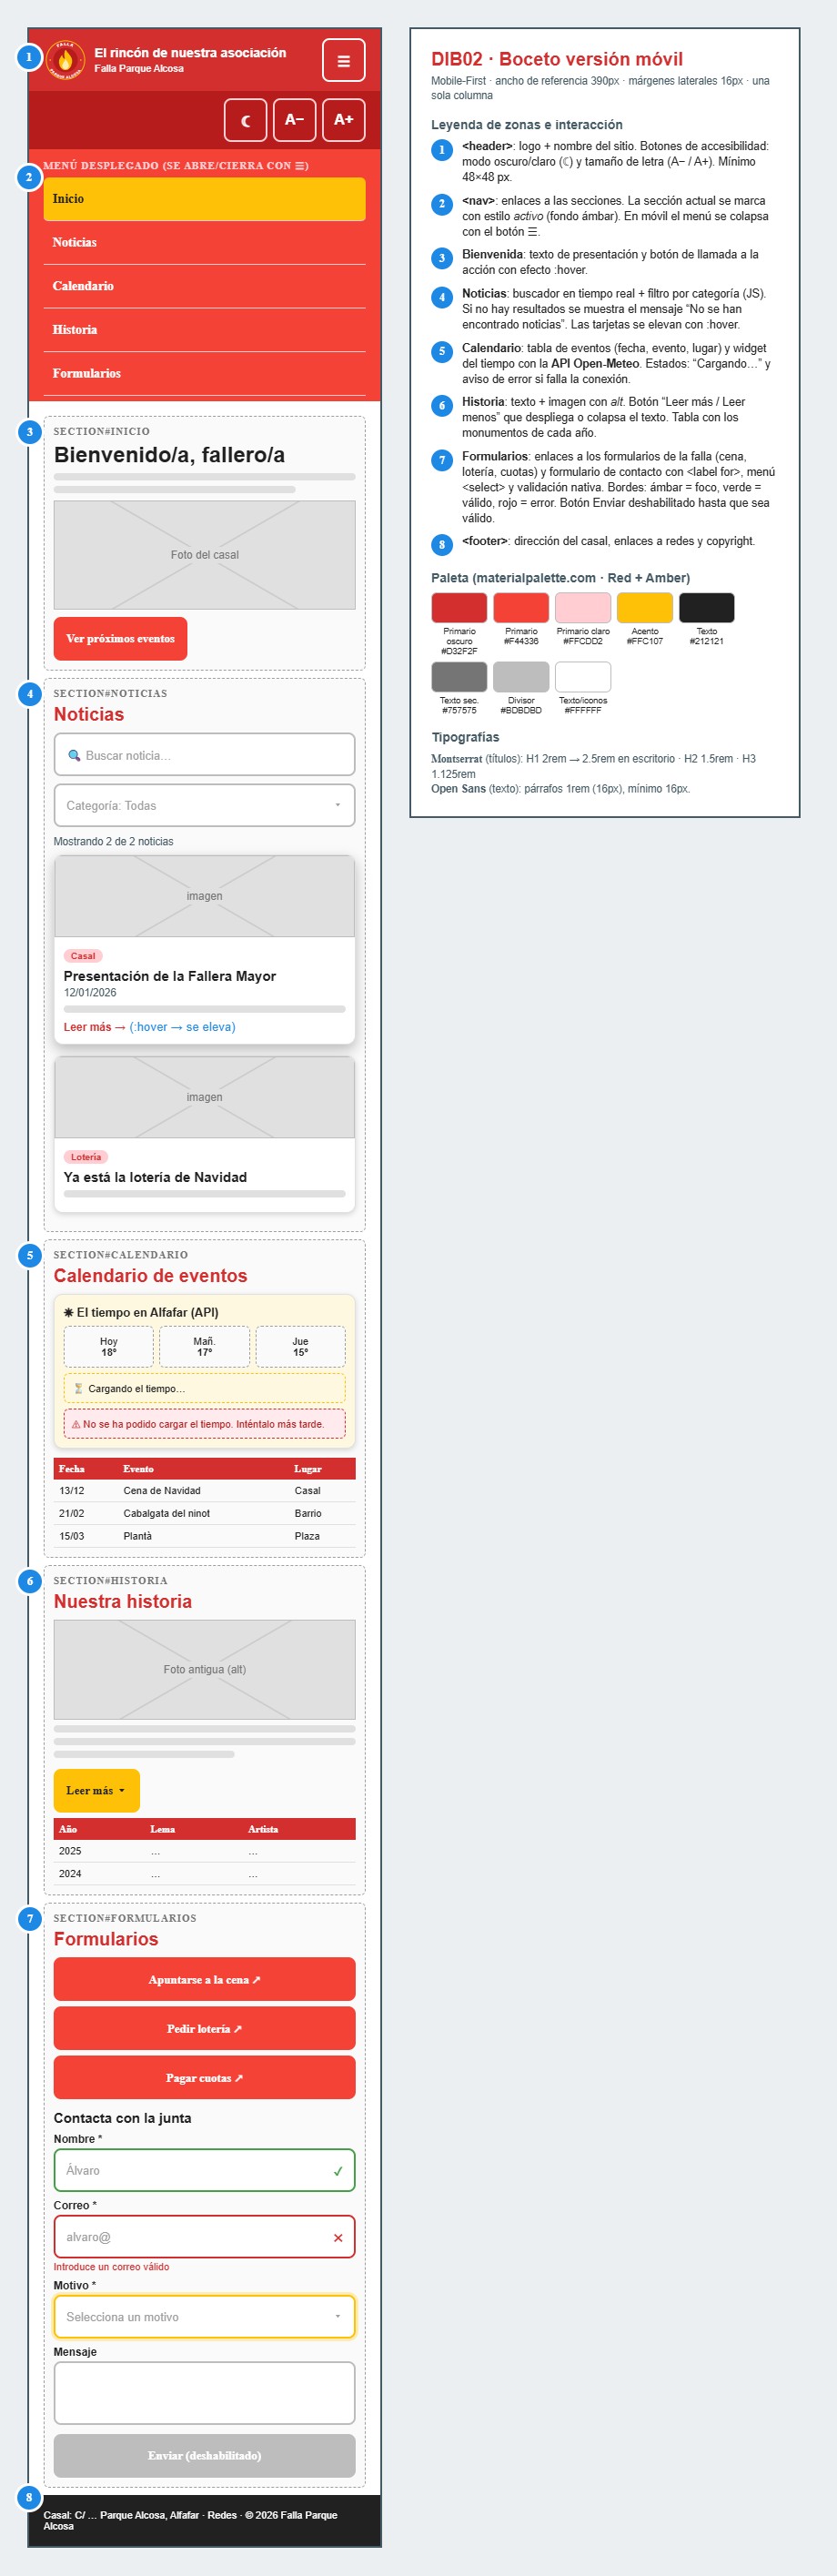 1
FALLA
PARQUE ALCOSA
El rincón de nuestra asociación
Falla Parque Alcosa
☰
☾
A−
A+
2
MENÚ DESPLEGADO (SE ABRE/CIERRA CON ☰)
Inicio
Noticias
Calendario
Historia
Formularios
3
SECTION#INICIO
Bienvenido/a, fallero/a
Foto del casal
Ver próximos eventos
4
SECTION#NOTICIAS
Noticias
🔍 Buscar noticia...
Categoría: Todas
Mostrando 2 de 2 noticias
imagen
Casal
Presentación de la Fallera Mayor
12/01/2026
Leer más → (:hover → se eleva)
imagen
Lotería
Ya está la lotería de Navidad
5
SECTION#CALENDARIO
Calendario de eventos
☀ El tiempo en Alfafar (API)
Hoy
18°
Mañ.
17°
Jue
15°
⏳ Cargando el tiempo...
⚠ No se ha podido cargar el tiempo. Inténtalo más tarde.
Fecha Evento Lugar
13/12 Cena de Navidad Casal
21/02 Cabalgata del ninot Barrio
15/03 Plantà Plaza
6
SECTION#HISTORIA
Nuestra historia
Foto antigua (alt)
Leer más ▾
Año Lema Artista
2025 ... ...
2024 ... ...
7
SECTION#FORMULARIOS
Formularios
Apuntarse a la cena ↗
Pedir lotería ↗
Pagar cuotas ↗
Contacta con la junta
Nombre *
Álvaro ✓
Correo *
alvaro@ ✕
Introduce un correo válido
Motivo *
Selecciona un motivo
Mensaje
Enviar (deshabilitado)
8
Casal: C/ ... Parque Alcosa, Alfafar · Redes · © 2026 Falla Parque
Alcosa
DIB02 · Boceto versión móvil
Mobile-First · ancho de referencia 390px · márgenes laterales 16px · una
sola columna
Leyenda de zonas e interacción
1 <header>: logo + nombre del sitio. Botones de accesibilidad:
modo oscuro/claro (☾) y tamaño de letra (A− / A+). Mínimo
48×48 px.
2 <nav>: enlaces a las secciones. La sección actual se marca
con estilo activo (fondo ámbar). En móvil el menú se colapsa
con el botón ☰.
3 Bienvenida: texto de presentación y botón de llamada a la
acción con efecto :hover.
4 Noticias: buscador en tiempo real + filtro por categoría (JS).
Si no hay resultados se muestra el mensaje “No se han
encontrado noticias”. Las tarjetas se elevan con :hover.
5 Calendario: tabla de eventos (fecha, evento, lugar) y widget
del tiempo con la API Open-Meteo. Estados: “Cargando...” y
aviso de error si falla la conexión.
6 Historia: texto + imagen con alt. Botón “Leer más / Leer
menos” que despliega o colapsa el texto. Tabla con los
monumentos de cada año.
7 Formularios: enlaces a los formularios de la falla (cena,
lotería, cuotas) y formulario de contacto con <label for>, menú
<select> y validación nativa. Bordes: ámbar = foco, verde =
válido, rojo = error. Botón Enviar deshabilitado hasta que sea
válido.
8 <footer>: dirección del casal, enlaces a redes y copyright.
Paleta (materialpalette.com · Red + Amber)
Primario
oscuro
#D32F2F
Primario
#F44336
Primario claro
#FFCDD2
Acento
#FFC107
Texto
#212121
Texto sec.
#757575
Divisor
#BDBDBD
Texto/iconos
#FFFFFF
Tipografías
Montserrat (títulos): H1 2rem → 2.5rem en escritorio · H2 1.5rem · H3
1.125rem
Open Sans (texto): párrafos 1rem (16px), mínimo 16px.